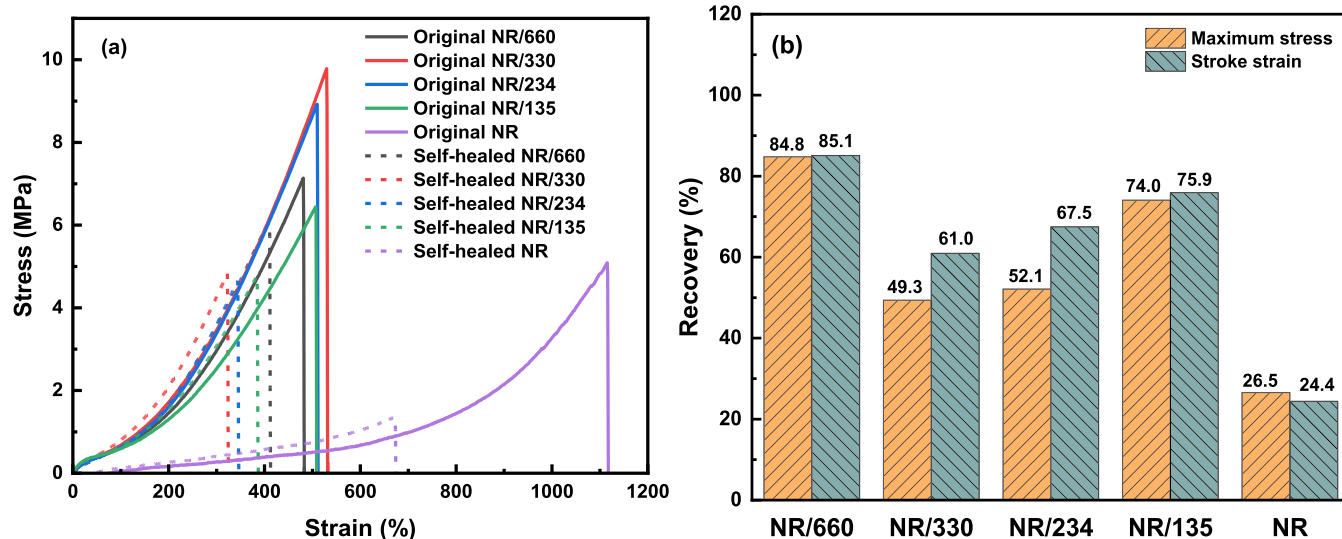 (a)
Original NR/660
Original NR/330
Original NR/234
Original NR/135
Original NR
Self-healed NR/660
Self-healed NR/330
Self-healed NR/234
Self-healed NR/135
Self-healed NR
Stress (MPa)
10
8
6
4
2
0
0 200 400 600 800 1000 1200
Strain (%)
(b)
Maximum stress
Stroke strain
Recovery (%)
120
100
80
60
40
20
0
84.8 85.1
49.3 61.0
52.1 67.5
74.0 75.9
26.5 24.4
NR/660 NR/330 NR/234 NR/135 NR